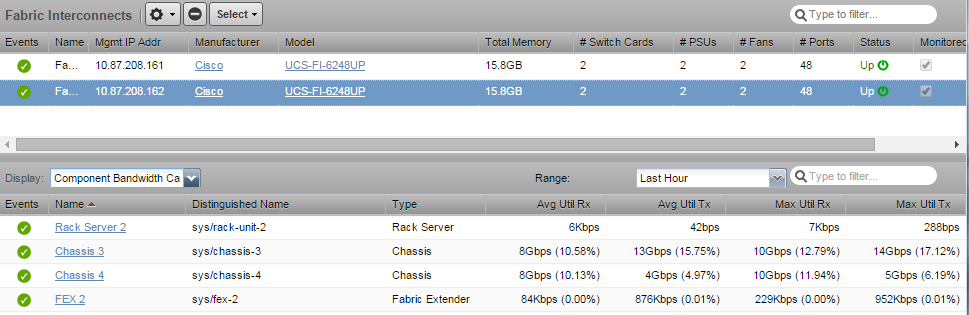 Fabric Interconnects Select Type to filter...
Events Name Mgmt IP Addr Manufacturer Model Total Memory # Switch Cards # PSUs # Fans # Ports Status Monitored
Fa... 10.87.208.161 Cisco UCS-FI-6248UP 15.8GB 2 2 2 48 Up
Fa... 10.87.208.162 Cisco UCS-FI-6248UP 15.8GB 2 2 2 48 Up
Display: Component Bandwidth Ca Range: Last Hour Type to filter...
Events Name Distinguished Name Type Avg Util Rx Avg Util Tx Max Util Rx Max Util Tx
Rack Server 2 sys/rack-unit-2 Rack Server 6Kbps 42bps 7Kbps 288bps
Chassis 3 sys/chassis-3 Chassis 8Gbps (10.58%) 13Gbps (15.75%) 10Gbps (12.79%) 14Gbps (17.12%)
Chassis 4 sys/chassis-4 Chassis 8Gbps (10.13%) 4Gbps (4.97%) 10Gbps (11.94%) 5Gbps (6.19%)
FEX 2 sys/fex-2 Fabric Extender 84Kbps (0.00%) 876Kbps (0.01%) 229Kbps (0.00%) 952Kbps (0.01%)